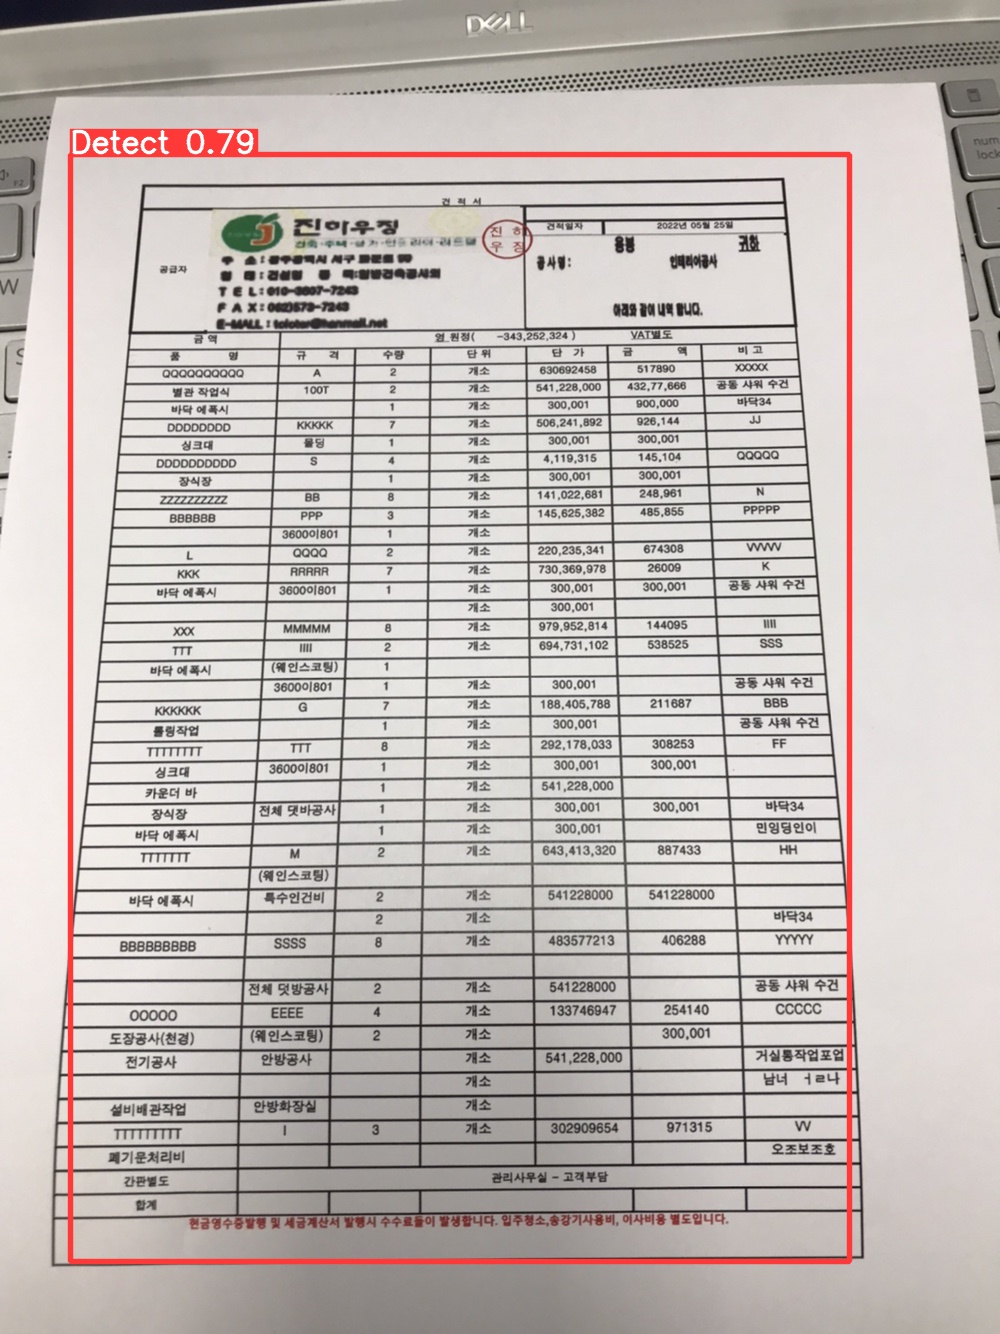 DELL
F2
W
S
num
lock
Detect 0.79
견 적 서
진하우징
진 하
우 징
공급자
T E L : 010-3607-7243
F A X : 062)573-7243
견적일자 2022년 05월 25일
용봉 귀하
공사명: 인테리어공사
아래와 같이 내역 합니다.
금 액 영 원정( -343,252,324 ) VAT별도
품 명 규 격 수량 단 위 단 가 금 액 비 고
QQQQQQQQQQ A 2 개소 630692458 517890 XXXXX
별관 작업식 100T 2 개소 541,228,000 432,77,666 공동 샤워 수건
바닥 에폭시 1 개소 300,001 900,000 바닥34
DDDDDDDD KKKKK 7 개소 506,241,892 926,144 JJ
싱크대 몰딩 1 개소 300,001 300,001
DDDDDDDDDD S 4 개소 4,119,315 145,104 QQQQQ
장식장 1 개소 300,001 300,001
ZZZZZZZZZZ BB 8 개소 141,022,681 248,961 N
BBBBBB PPP 3 개소 145,625,382 485,855 PPPPP
3600이801 1 개소
L QQQQ 2 개소 220,235,341 674308 VVVVV
KKK RRRRR 7 개소 730,369,978 26009 K
바닥 에폭시 3600이801 1 개소 300,001 300,001 공동 샤워 수건
개소 300,001
XXX MMMMM 8 개소 979,952,814 144095 IIII
TTT IIII 2 개소 694,731,102 538525 SSS
바닥 에폭시 (웨인스코팅) 1
3600이801 1 개소 300,001 공동 샤워 수건
KKKKKK G 7 개소 188,405,788 211687 BBB
롤링작업 1 개소 300,001 공동 샤워 수건
TTTTTTTT TTT 8 개소 292,178,033 308253 FF
싱크대 3600이801 1 개소 300,001 300,001
카운더 바 1 개소 541,228,000
장식장 전체 댓바공사 1 개소 300,001 300,001 바닥34
바닥 에폭시 1 개소 300,001 민잉딩인이
TTTTTTT M 2 개소 643,413,320 887433 HH
(웨인스코팅)
바닥 에폭시 특수인건비 2 개소 541228000 541228000
2 개소 바닥34
BBBBBBBBB SSSS 8 개소 483577213 406288 YYYYY
전체 덧방공사 2 개소 541228000 공동 샤워 수건
OOOOO EEEE 4 개소 133746947 254140 CCCCC
도장공사(천경) (웨인스코팅) 2 개소 300,001
전기공사 안방공사 개소 541,228,000 거실통작업포업
개소 남너 ㅓㄹ나
설비배관작업 안방화장실 개소
TTTTTTTTT I 3 개소 302909654 971315 VV
폐기운처리비 오조보조호
간판별도 관리사무실 - 고객부담
합계
현금영수증발행 및 세금계산서 발행시 수수료들이 발생합니다. 입주청소,승강기사용비, 이사비용 별도입니다.